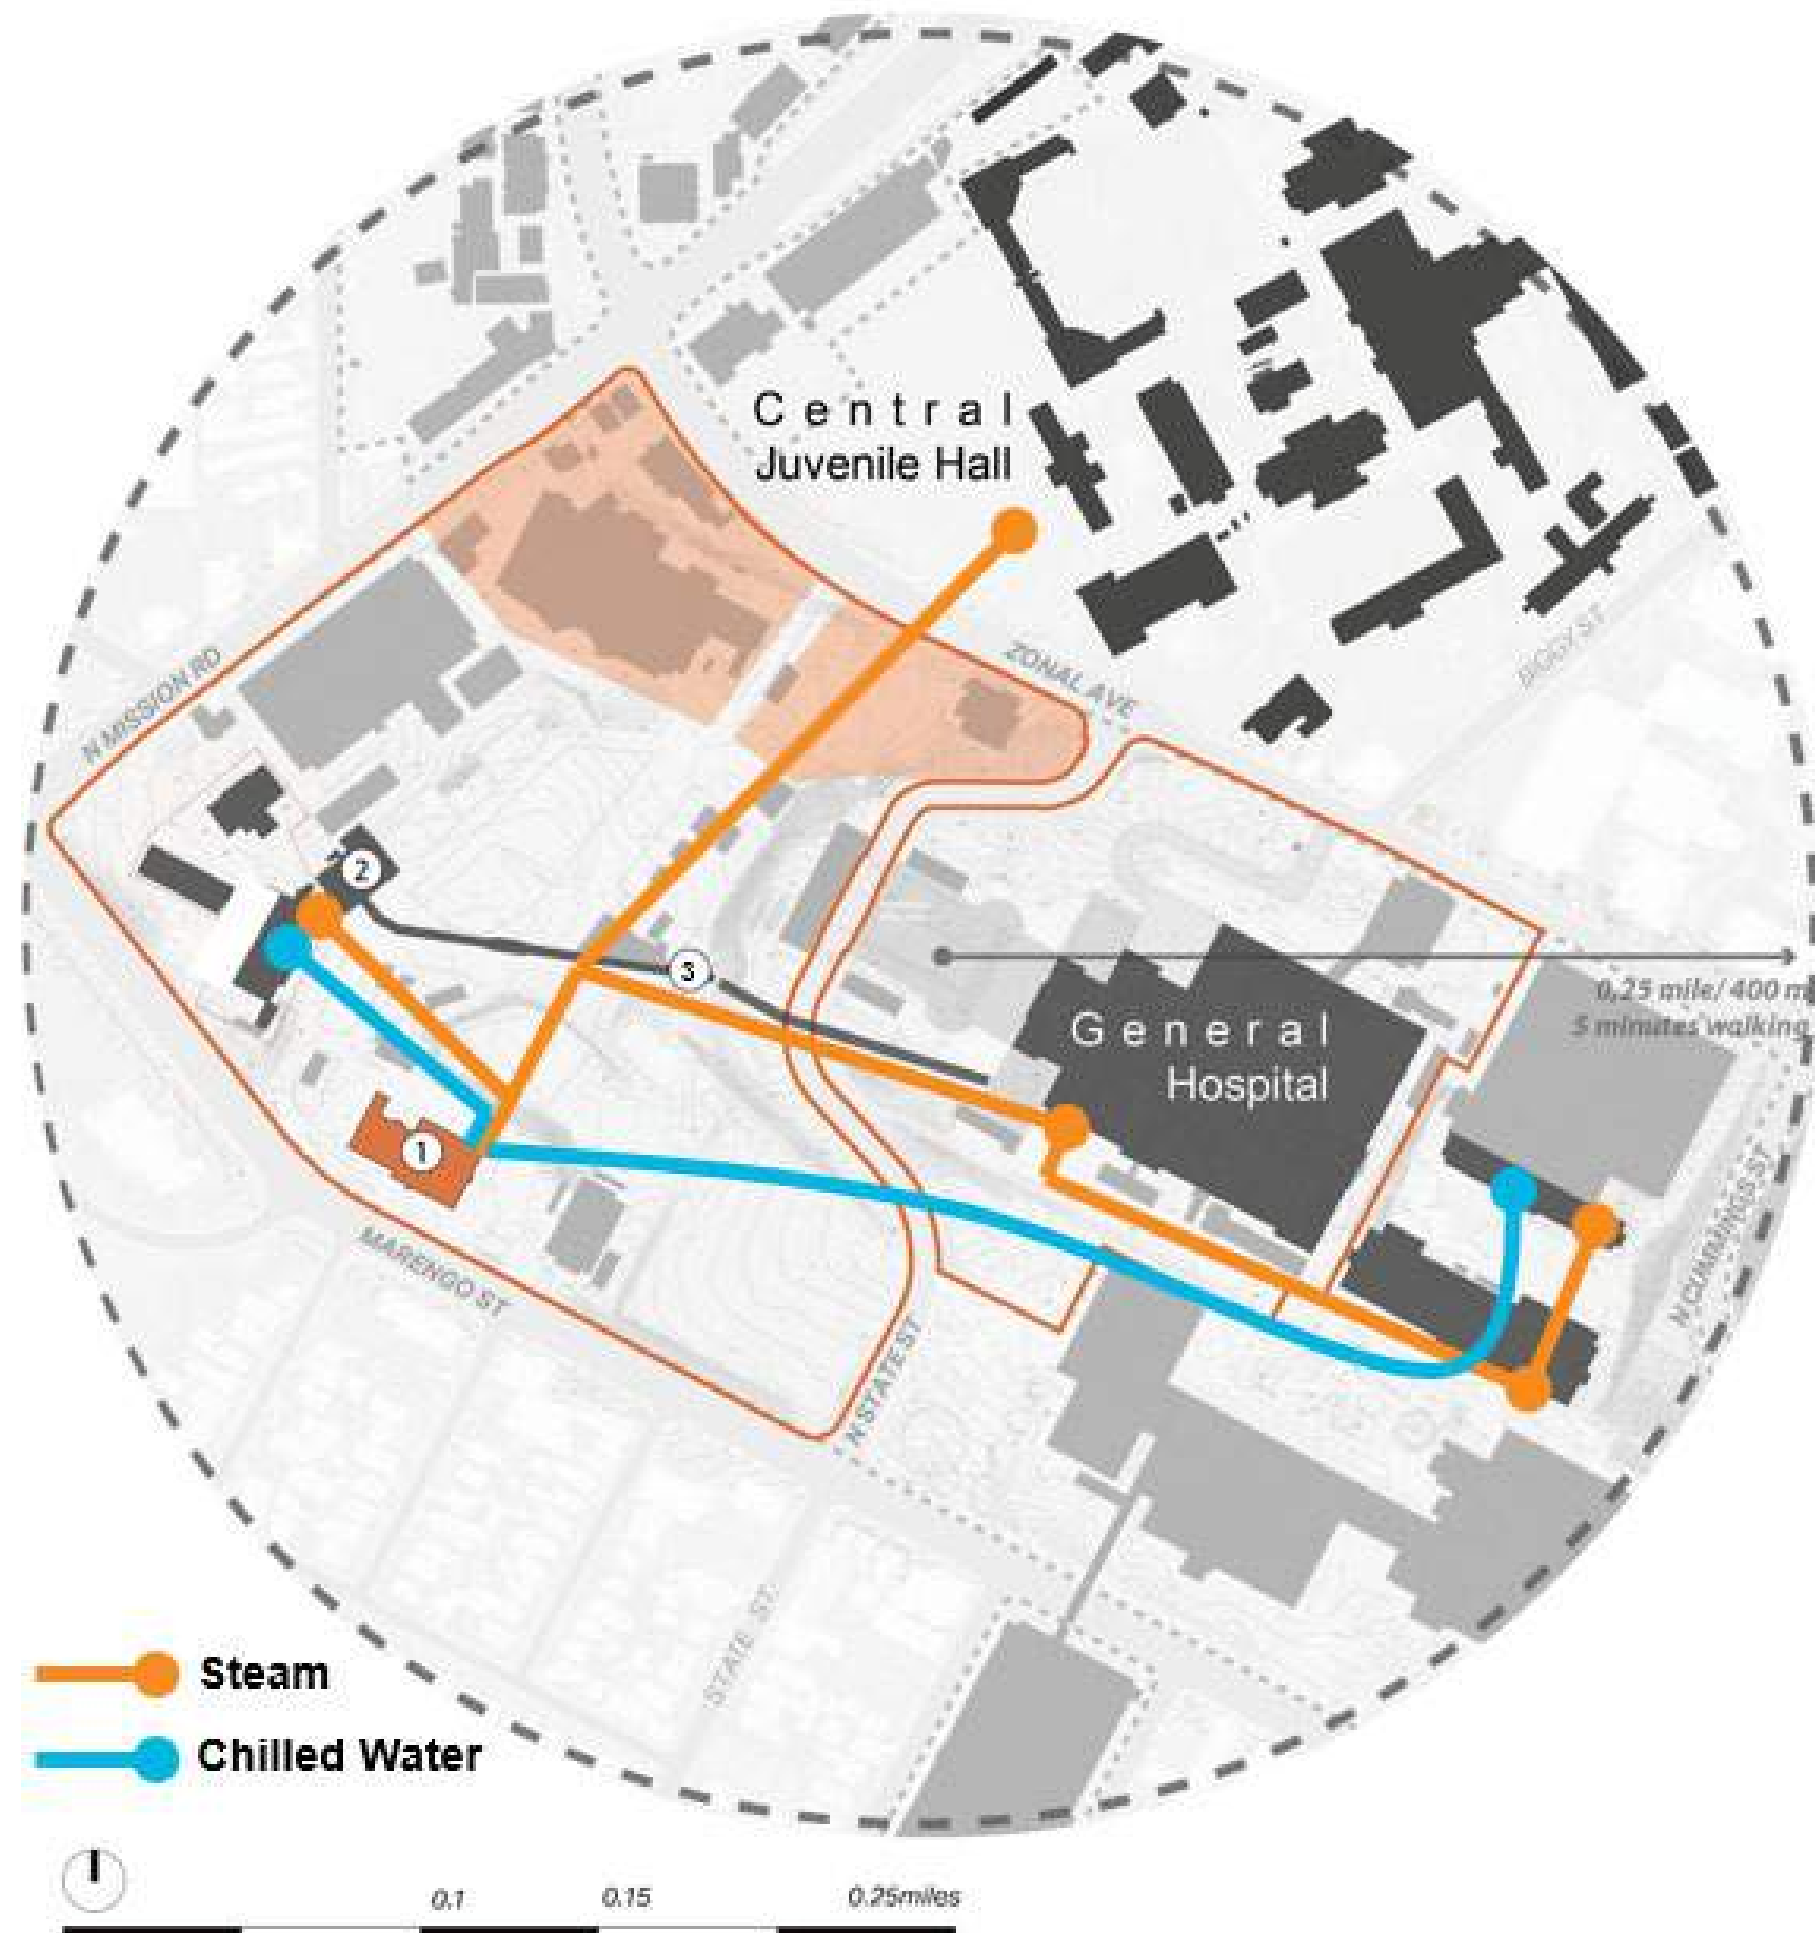 Central
Juvenile Hall
N MISSION RD
ZONAL AVE
BIGGY ST
2
3
0.25 mile/ 400 m
5 minutes walking
General
Hospital
1
N CUMMINGS ST
MARENGO ST
N STATE ST
STATE ST
Steam
Chilled Water
0.1
0.15
0.25miles